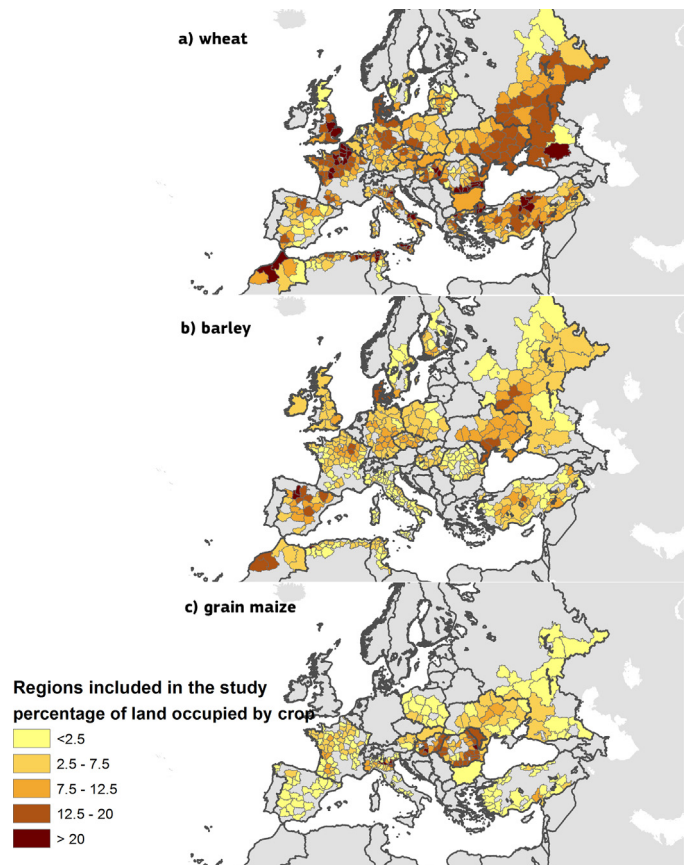 a) wheat
b) barley
c) grain maize
Regions included in the study
percentage of land occupied by crop
<2.5
2.5 - 7.5
7.5 - 12.5
12.5 - 20
> 20